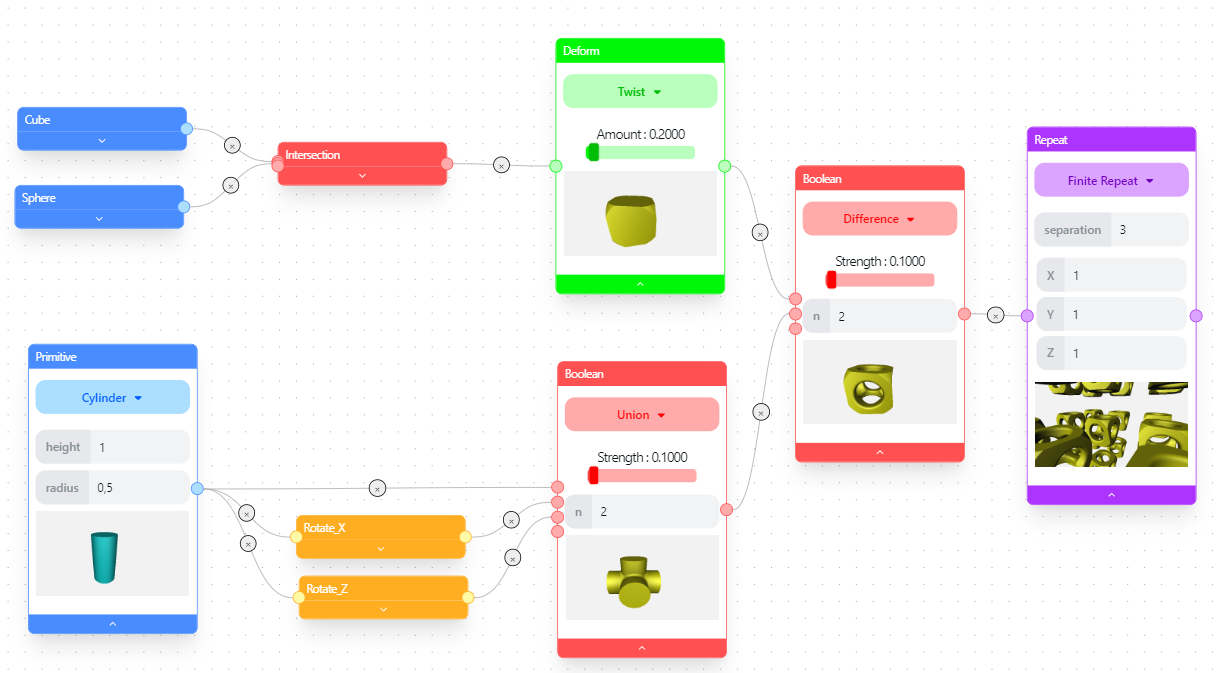 Cube
Sphere
Intersection
Deform
Twist
Amount : 0.2000
Boolean
Difference
Strength : 0.1000
n 2
Repeat
Finite Repeat
separation 3
X 1
Y 1
Z 1
Primitive
Cylinder
height 1
radius 0,5
Rotate_X
Rotate_Z
Boolean
Union
Strength : 0.1000
n 2